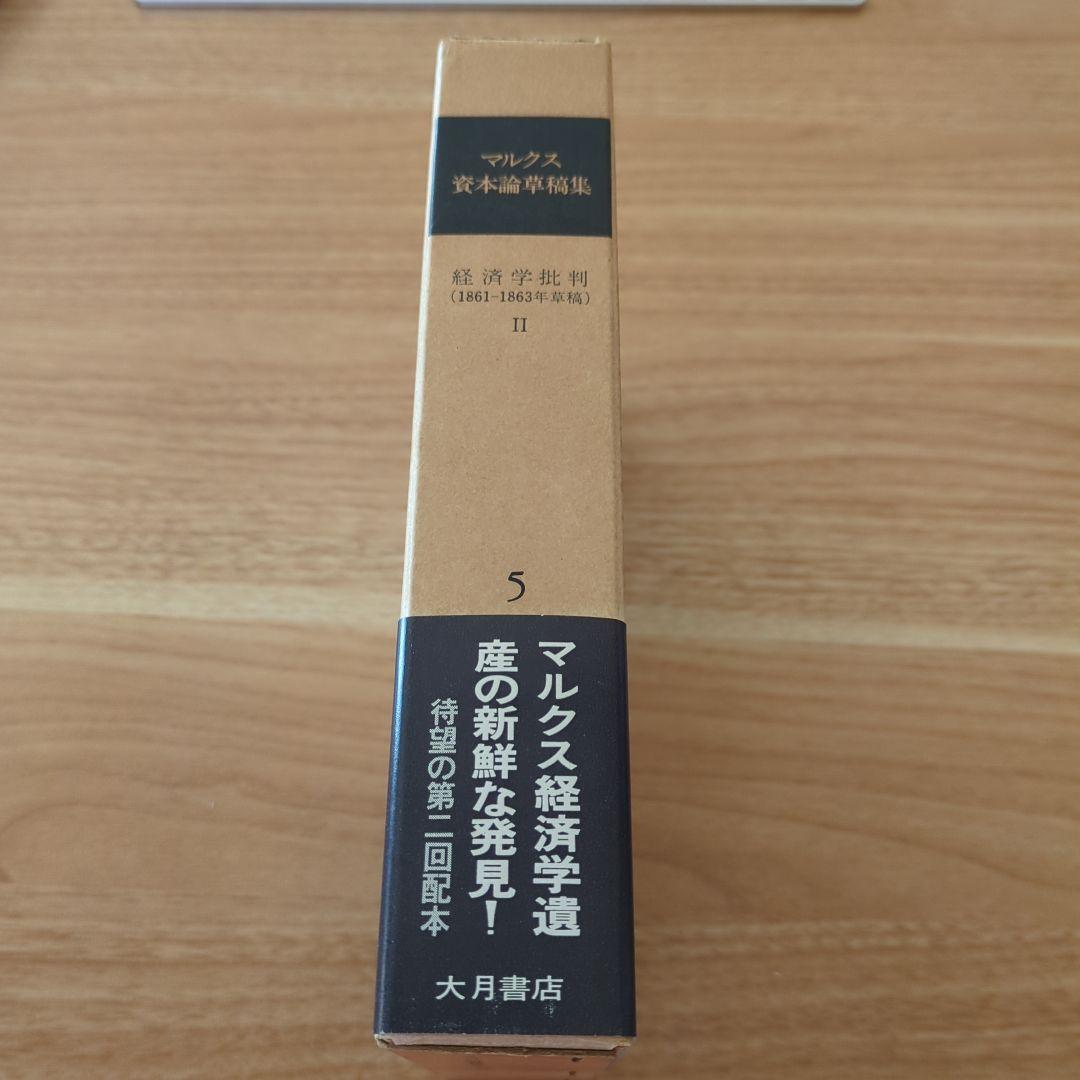 マルクス
資本論草稿集
経済学批判
(1861-1863年草稿)
II
5
マルクス経済学遺
産の新鮮な発見!
待望の第二回配本
大月書店